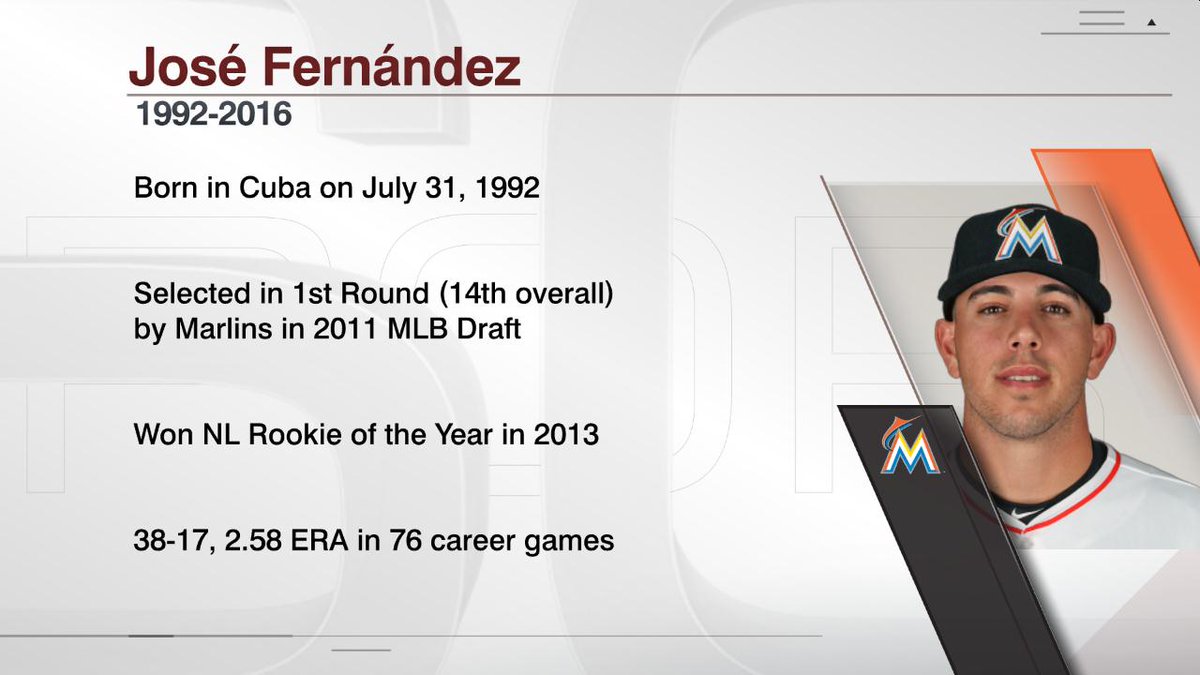 José Fernández
1992-2016
Born in Cuba on July 31, 1992
Selected in 1st Round (14th overall)
by Marlins in 2011 MLB Draft
Won NL Rookie of the Year in 2013
38-17, 2.58 ERA in 76 career games
M
M